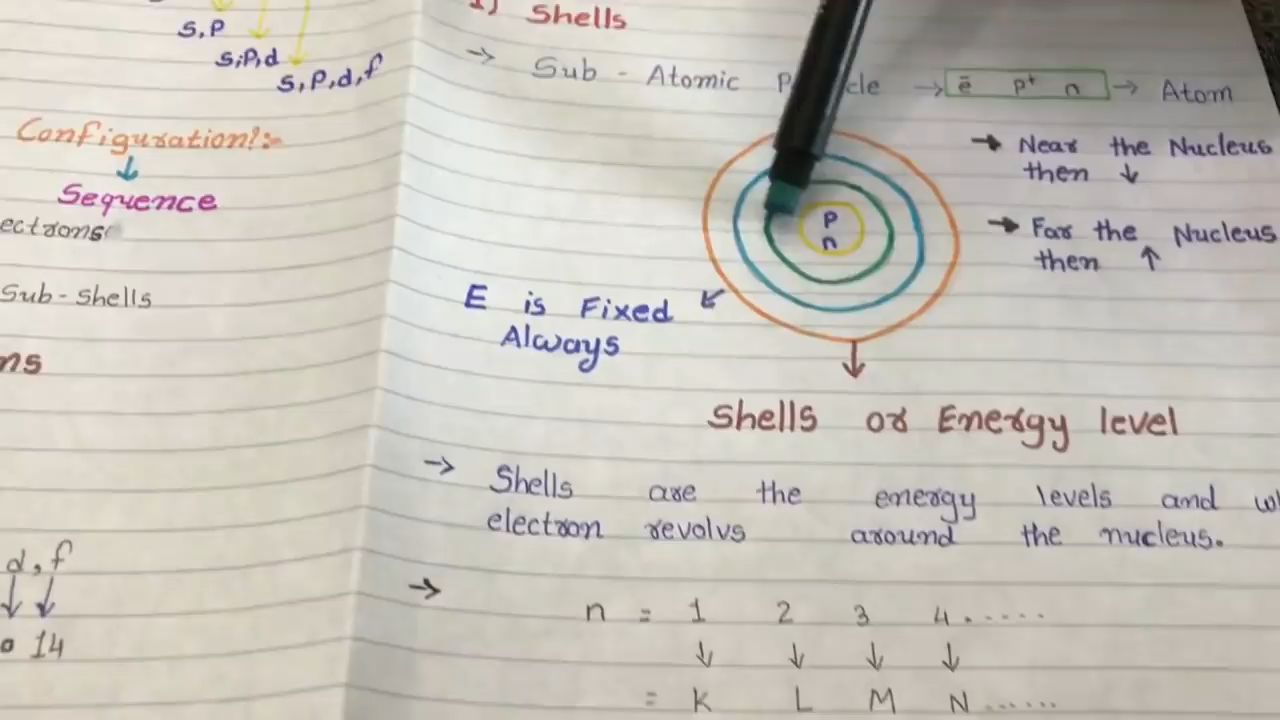 s,p
s,p,d
s,p,d,f
Configuration!:-
Sequence
ectrons
Sub-Shells
ns
d, f
14
1) Shells
→ Sub - Atomic cle → ē p+ n → Atom
→ Near the Nucleus
then ↓
→ Far the Nucleus
then ↑
P
n
E is Fixed
Always
Shells or Energy level
→ Shells are the energy levels and
electron revolvs around the nucleus.
→ n = 1 2 3 4.....
↓ ↓ ↓ ↓
= K L M N......